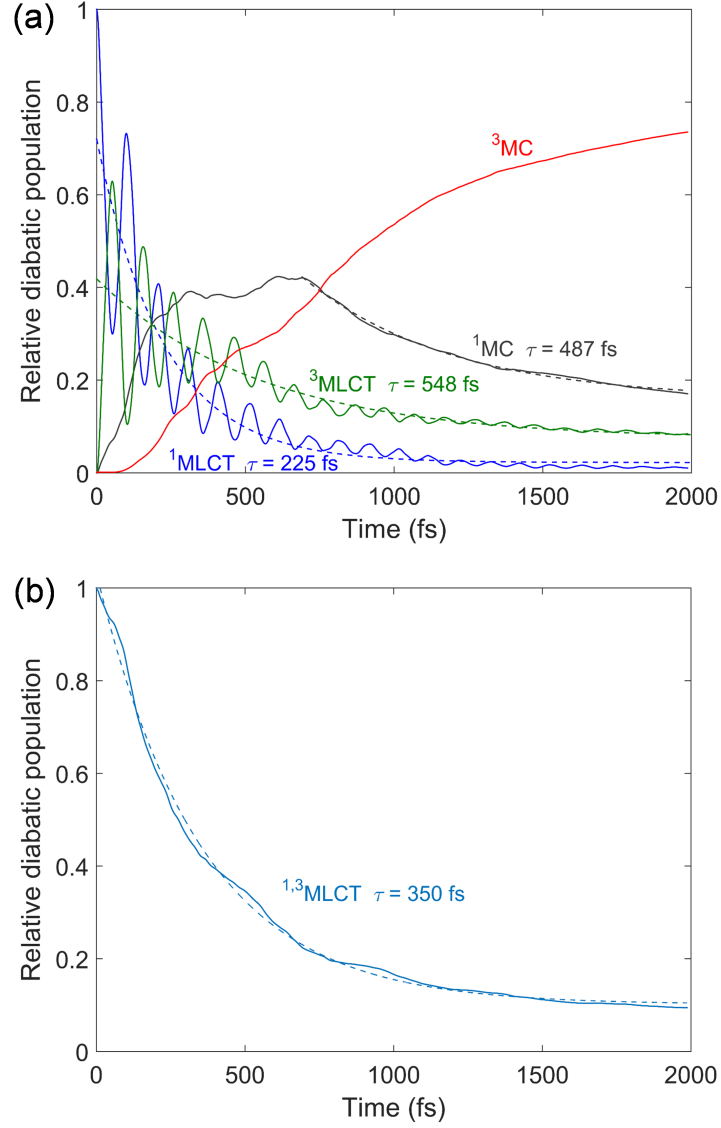 (a)
Relative diabatic population
1
0.8
0.6
0.4
0.2
0
³MC
¹MC τ = 487 fs
³MLCT τ = 548 fs
¹MLCT τ = 225 fs
0 500 1000 1500 2000
Time (fs)
(b)
Relative diabatic population
1
0.8
0.6
0.4
0.2
0
¹,³MLCT τ = 350 fs
0 500 1000 1500 2000
Time (fs)